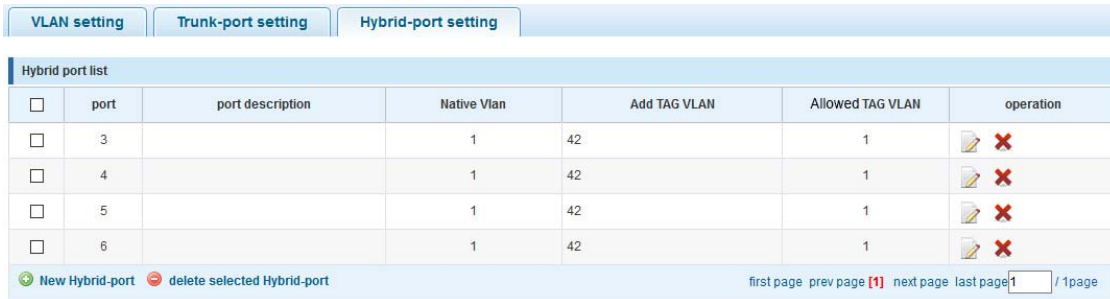 VLAN setting Trunk-port setting Hybrid-port setting
Hybrid port list
port port description Native Vlan Add TAG VLAN Allowed TAG VLAN operation
3 1 42 1
4 1 42 1
5 1 42 1
6 1 42 1
New Hybrid-port delete selected Hybrid-port first page prev page [1] next page last page 1 / 1page